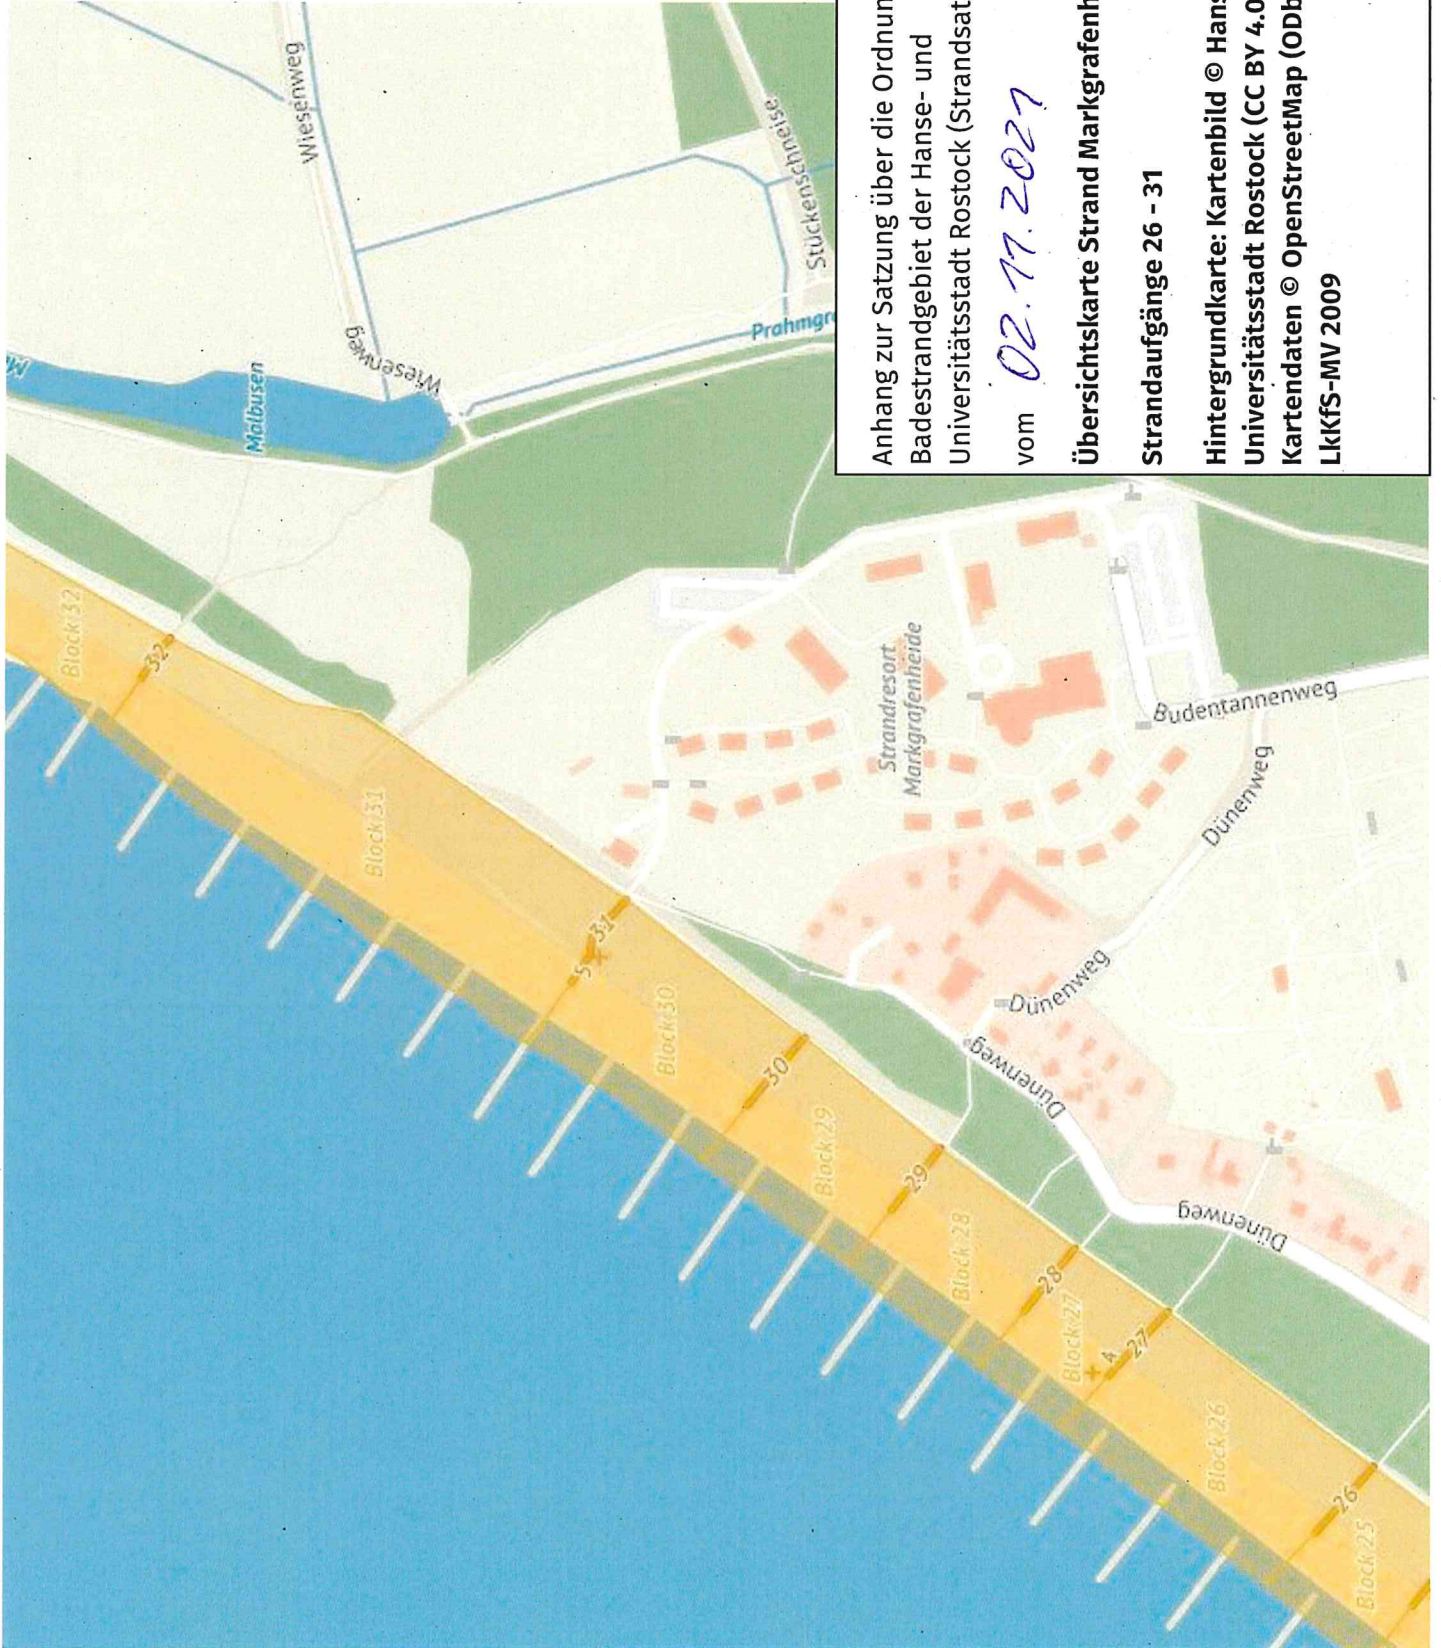 Wiesenweg
Wiesenweg
Malbusen
Stückenschneise
Block 32
32
Block 31
Strandresort
Markgrafenheide
Budentannenweg
Dünenweg
31
5
Block 30
Dünenweg
30
Dünenweg
Block 29
29
Dünenweg
Block 28
28
Block 27
4
27
Block 26
26
Block 25
Anhang zur Satzung über die Ordnun
Badestrandgebiet der Hanse- und
Universitätsstadt Rostock (Strandsat
vom 02.11.2021
Übersichtskarte Strand Markgrafenh
Strandaufgänge 26 - 31
Hintergrundkarte: Kartenbild © Hans
Universitätsstadt Rostock (CC BY 4.0
Kartendaten © OpenStreetMap (ODb
LkKfS-MV 2009